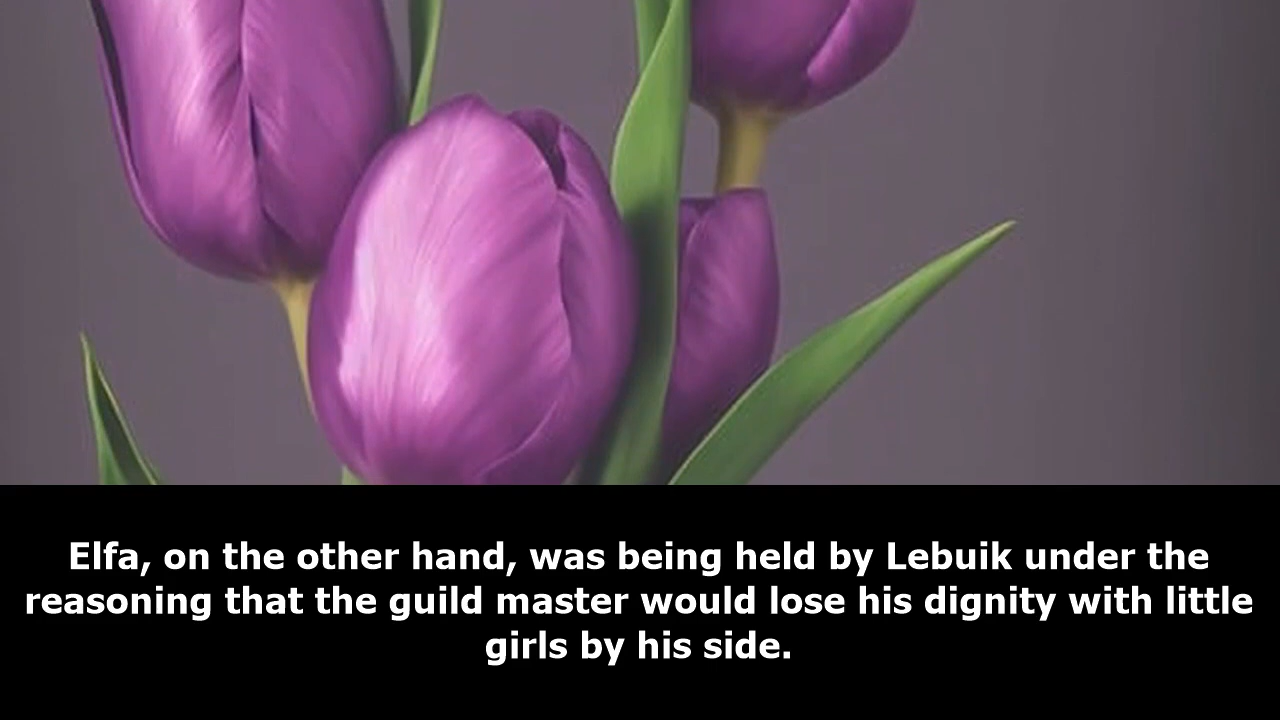 Elfa, on the other hand, was being held by Lebuik under the
reasoning that the guild master would lose his dignity with little
girls by his side.